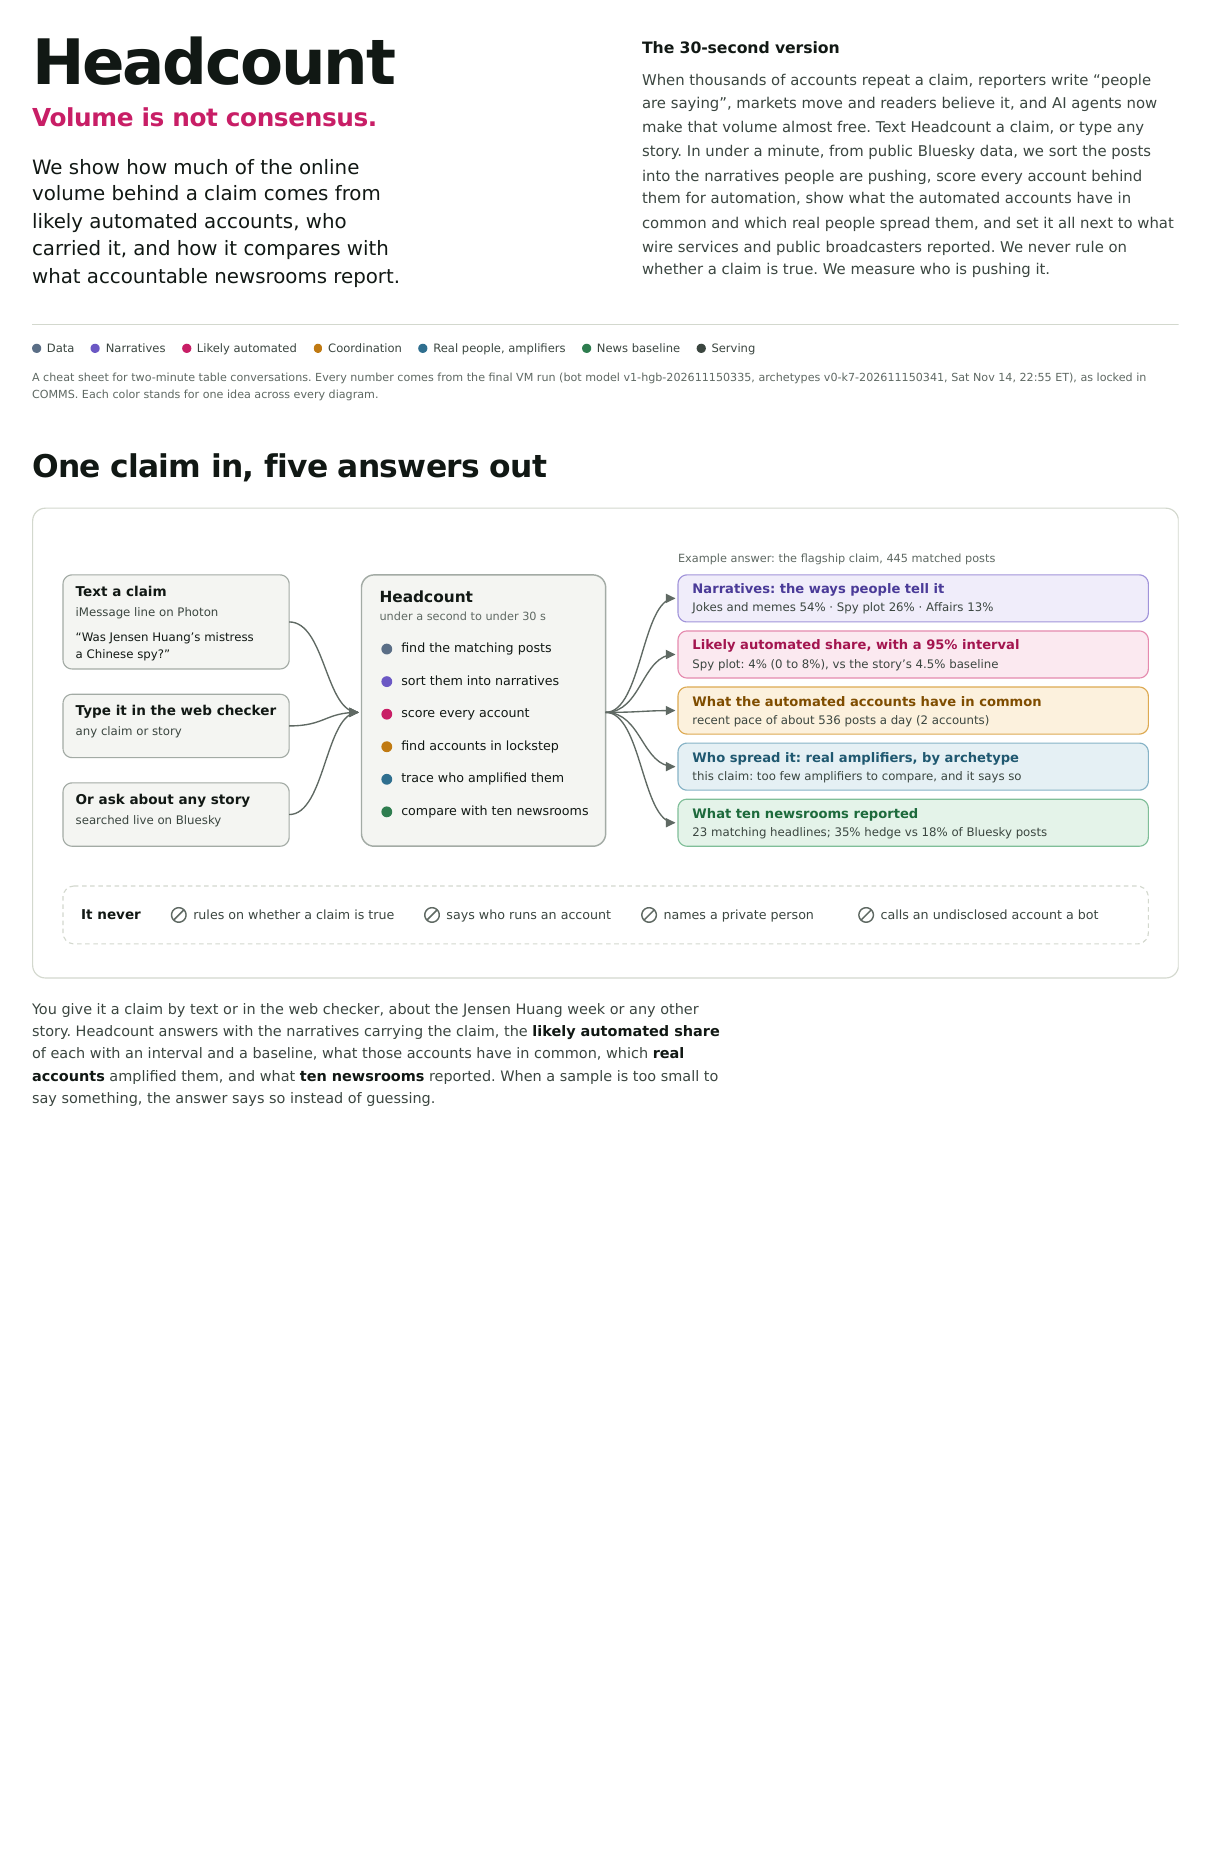 Headcount
Volume is not consensus.
We show how much of the online
volume behind a claim comes from
likely automated accounts, who
carried it, and how it compares with
what accountable newsrooms report.
The 30-second version
When thousands of accounts repeat a claim, reporters write “people
are saying”, markets move and readers believe it, and AI agents now
make that volume almost free. Text Headcount a claim, or type any
story. In under a minute, from public Bluesky data, we sort the posts
into the narratives people are pushing, score every account behind
them for automation, show what the automated accounts have in
common and which real people spread them, and set it all next to what
wire services and public broadcasters reported. We never rule on
whether a claim is true. We measure who is pushing it.
Data Narratives Likely automated Coordination Real people, amplifiers News baseline Serving
A cheat sheet for two-minute table conversations. Every number comes from the final VM run (bot model v1-hgb-202611150335, archetypes v0-k7-202611150341, Sat Nov 14, 22:55 ET), as locked in
COMMS. Each color stands for one idea across every diagram.
One claim in, five answers out
Text a claim
iMessage line on Photon
“Was Jensen Huang’s mistress
a Chinese spy?”
Type it in the web checker
any claim or story
Or ask about any story
searched live on Bluesky
Headcount
under a second to under 30 s
find the matching posts
sort them into narratives
score every account
find accounts in lockstep
trace who amplified them
compare with ten newsrooms
Example answer: the flagship claim, 445 matched posts
Narratives: the ways people tell it
Jokes and memes 54% · Spy plot 26% · Affairs 13%
Likely automated share, with a 95% interval
Spy plot: 4% (0 to 8%), vs the story’s 4.5% baseline
What the automated accounts have in common
recent pace of about 536 posts a day (2 accounts)
Who spread it: real amplifiers, by archetype
this claim: too few amplifiers to compare, and it says so
What ten newsrooms reported
23 matching headlines; 35% hedge vs 18% of Bluesky posts
It never rules on whether a claim is true says who runs an account names a private person calls an undisclosed account a bot
You give it a claim by text or in the web checker, about the Jensen Huang week or any other
story. Headcount answers with the narratives carrying the claim, the likely automated share
of each with an interval and a baseline, what those accounts have in common, which real
accounts amplified them, and what ten newsrooms reported. When a sample is too small to
say something, the answer says so instead of guessing.